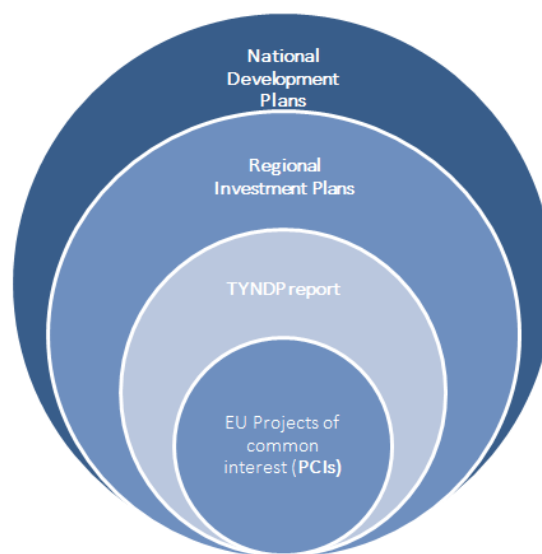 National
Development
Plans
Regional
Investment Plans
TYNDP report
EU Projects of
common
interest (PCIs)